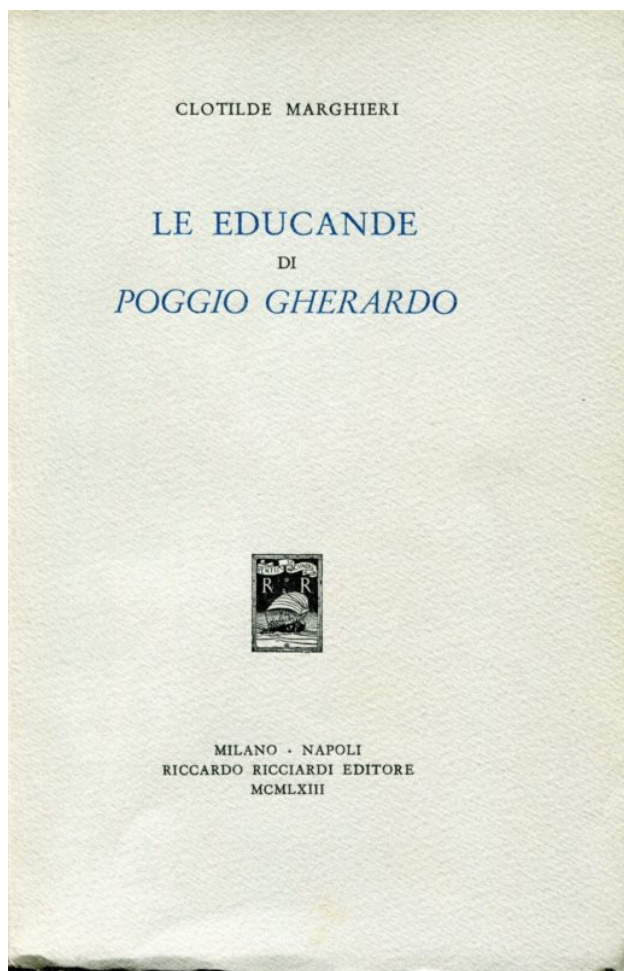 CLOTILDE MARGHIERI
LE EDUCANDE
DI
POGGIO GHERARDO
R R
MILANO · NAPOLI
RICCARDO RICCIARDI EDITORE
MCMLXIII